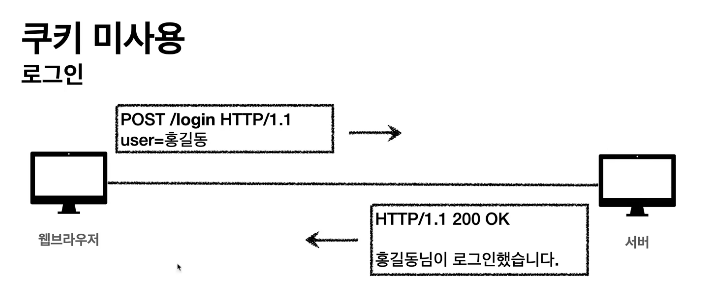 쿠키 미사용
로그인
POST /login HTTP/1.1
user=홍길동
HTTP/1.1 200 OK
홍길동님이 로그인했습니다.
웹브라우저
서버